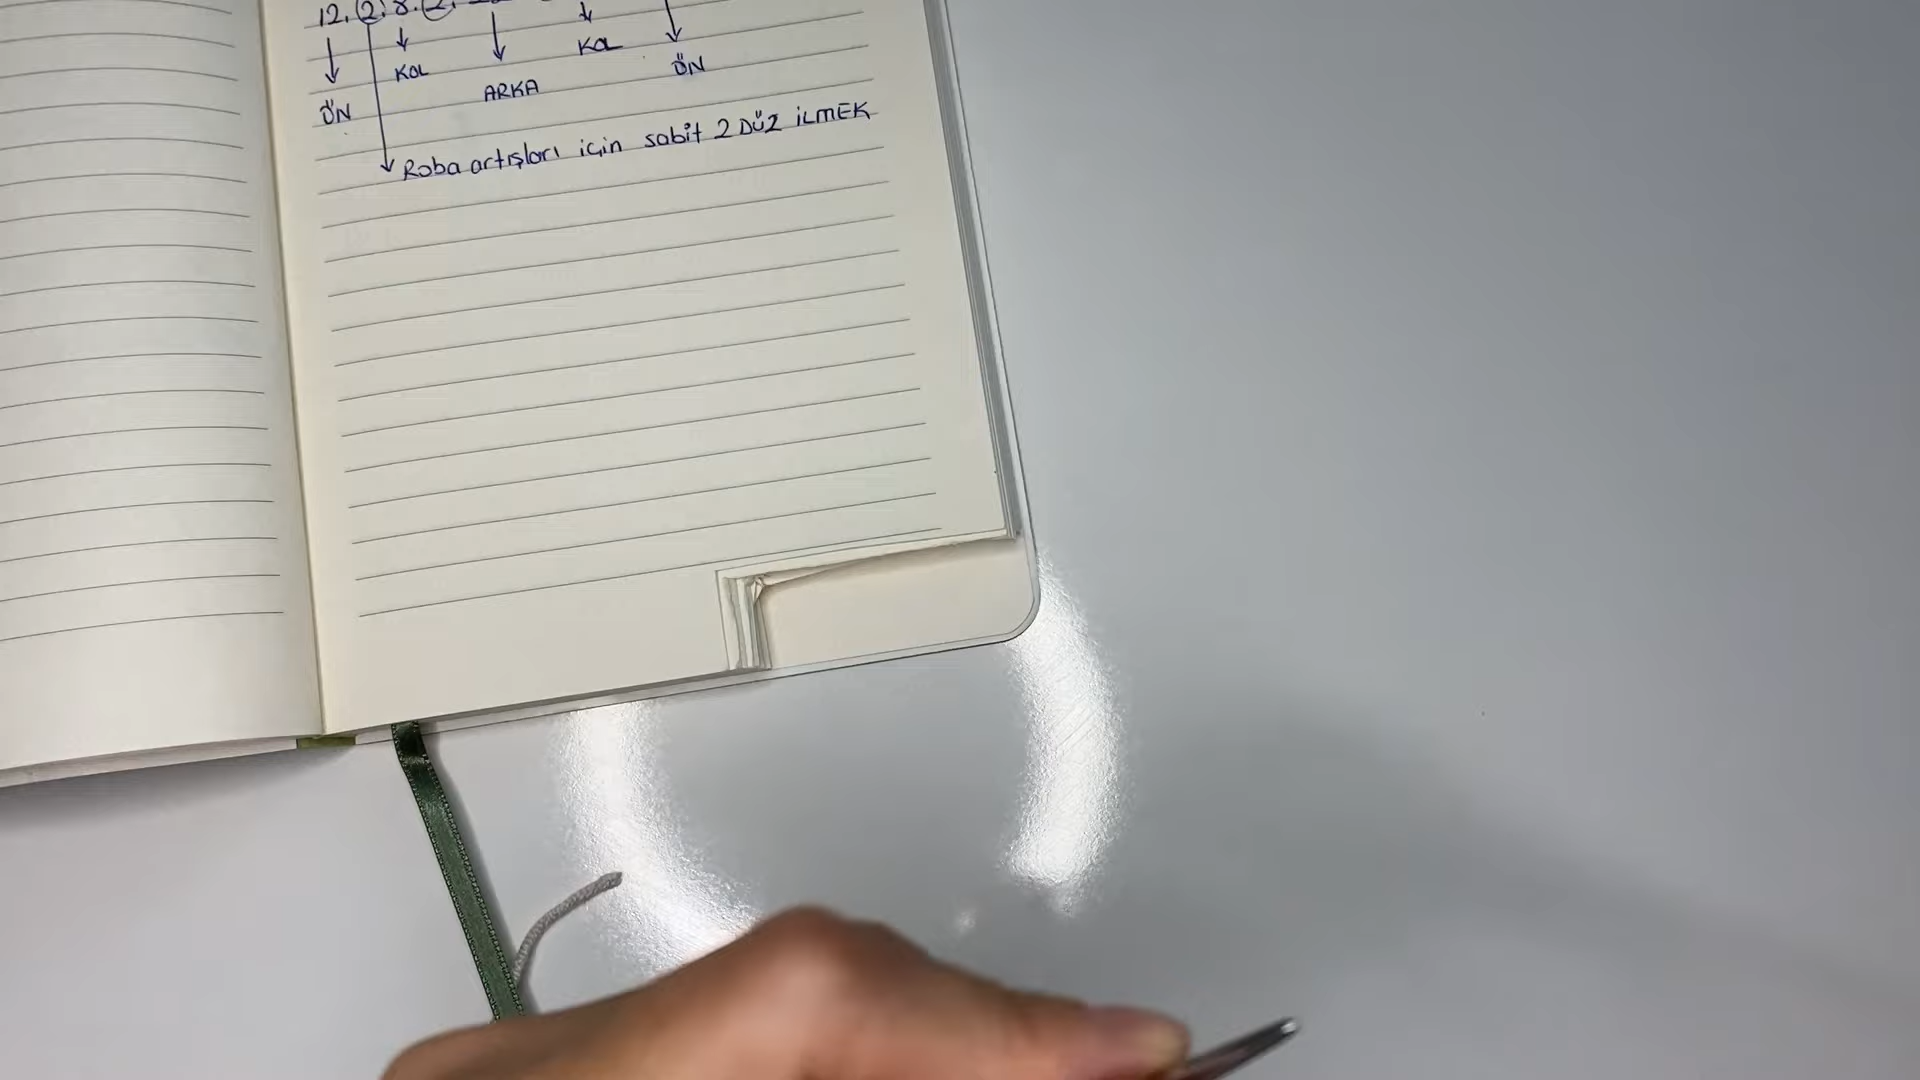 12. 2. 8. 2.
KOL
KOL
ÖN
ARKA
ÖN
Roba artışları için sabit 2 DÜZ İLMEK